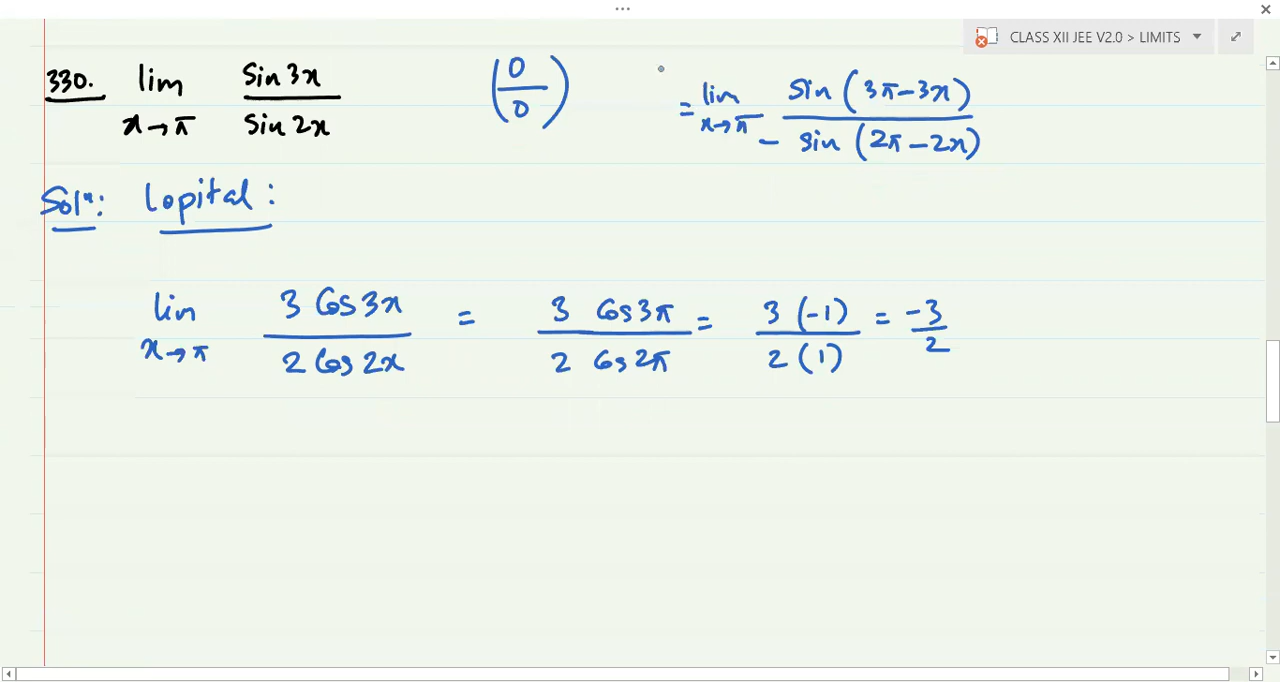 CLASS XII JEE V2.0 > LIMITS
330. lim x→π sin 3x / sin 2x (0/0) = lim x→π sin (3π-3x) / - sin (2π-2x)
Solⁿ: Lopital:
lim x→π 3 Cos 3x / 2 Cos 2x = 3 Cos 3π / 2 Cos 2π = 3 (-1) / 2 (1) = -3 / 2